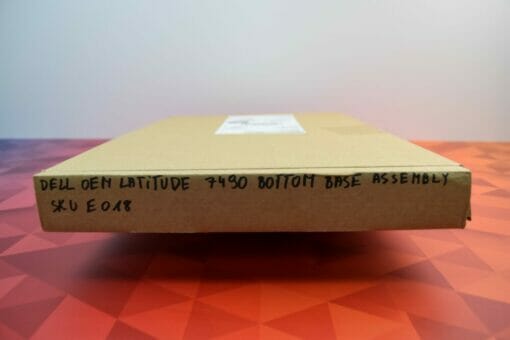 DELL OEM LATITUDE 7490 BOTTOM BASE ASSEMBLY
SKU E018